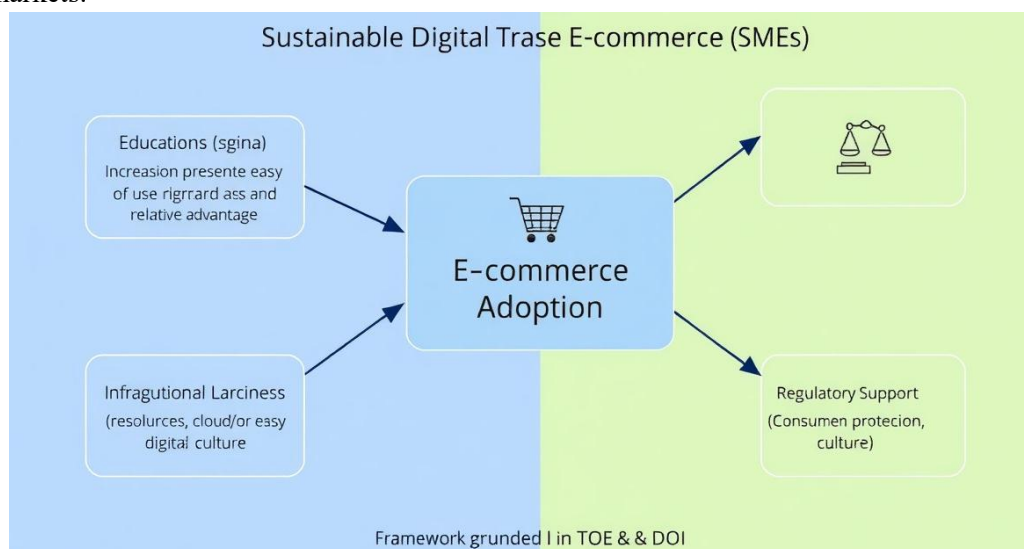 Sustainable Digital Trase E-commerce (SMEs)
Educations (sgina)
Increasion presente easy
of use rigrrard ass and
relative advantage
E-commerce
Adoption
Infragutional Larciness
(resolurces, cloud/or easy
digital culture
Regulatory Support
(Consumen protecion,
culture)
Framework grunded I in TOE & & DOI